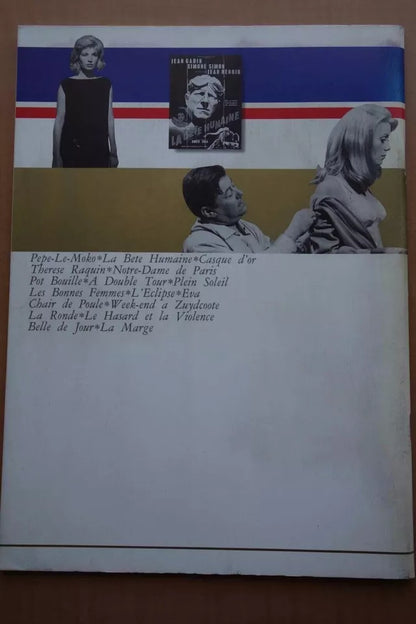 JEAN GABIN
SIMONE SIMON
JEAN RENOIR
LA BETE HUMAINE
Pepe-Le-Moko*La Bete Humaine*Casque d'or
Therese Raquin*Notre-Dame de Paris
Pot Bouille*A Double Tour*Plein Soleil
Les Bonnes Femmes*L'Eclipse*Eva
Chair de Poule*Week-end a Zuydcoote
La Ronde*Le Hasard et la Violence
Belle de Jour*La Marge